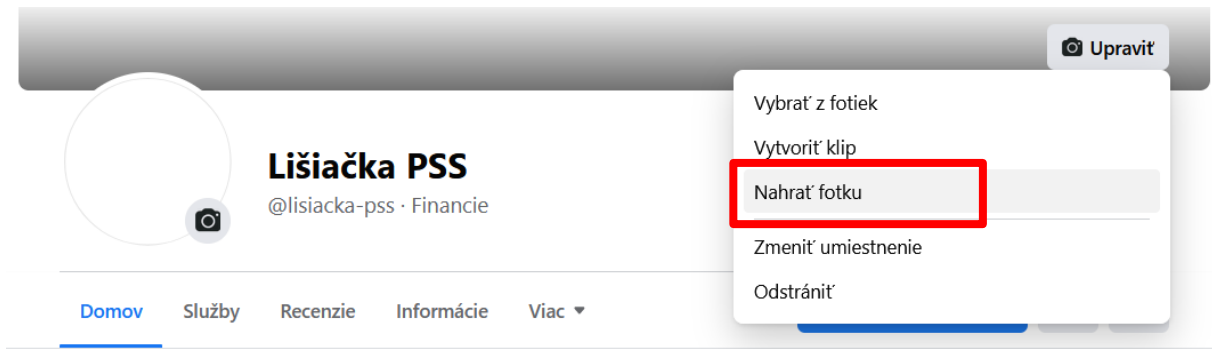 Upraviť
Vybrať z fotiek
Vytvoriť klip
Nahrať fotku
Zmeniť umiestnenie
Odstrániť
Lišiačka PSS
@lisiacka-pss · Financie
Domov Služby Recenzie Informácie Viac